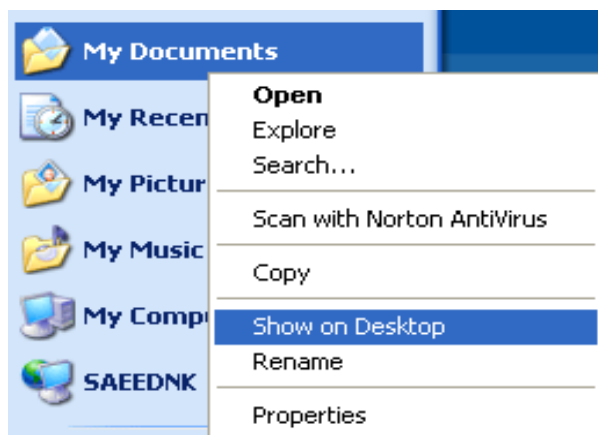 My Documents
My Recen
My Pictur
My Music
My Comp
SAEEDNK
Open
Explore
Search...
Scan with Norton AntiVirus
Copy
Show on Desktop
Rename
Properties